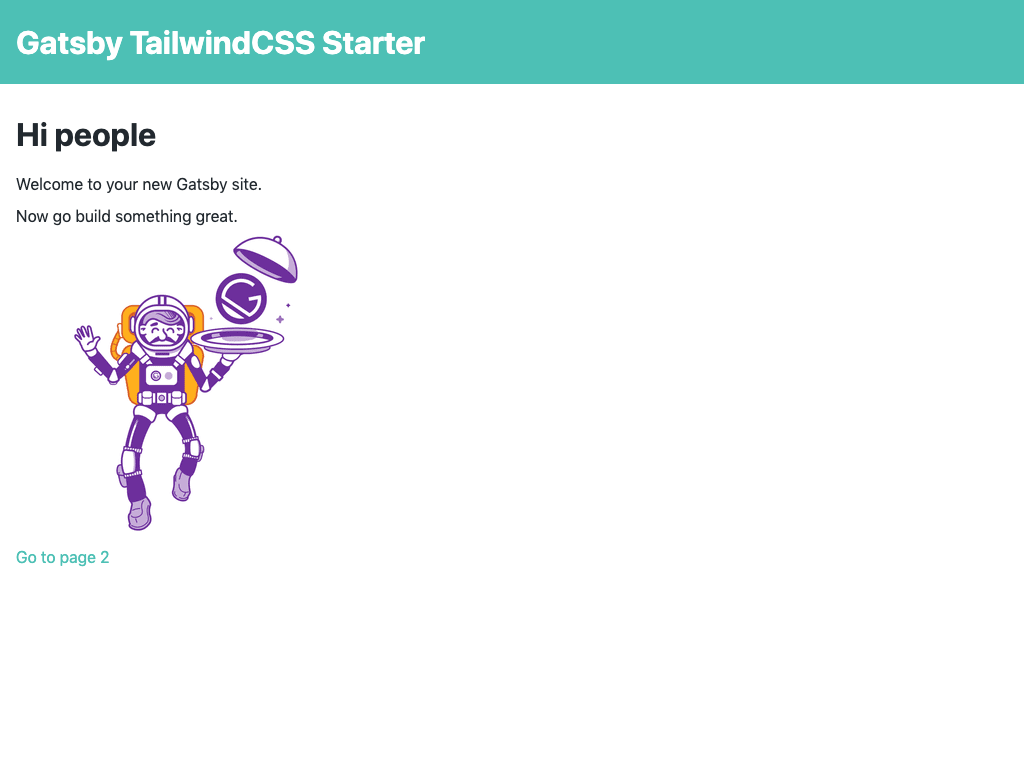 Gatsby TailwindCSS Starter
Hi people
Welcome to your new Gatsby site.
Now go build something great.
Go to page 2